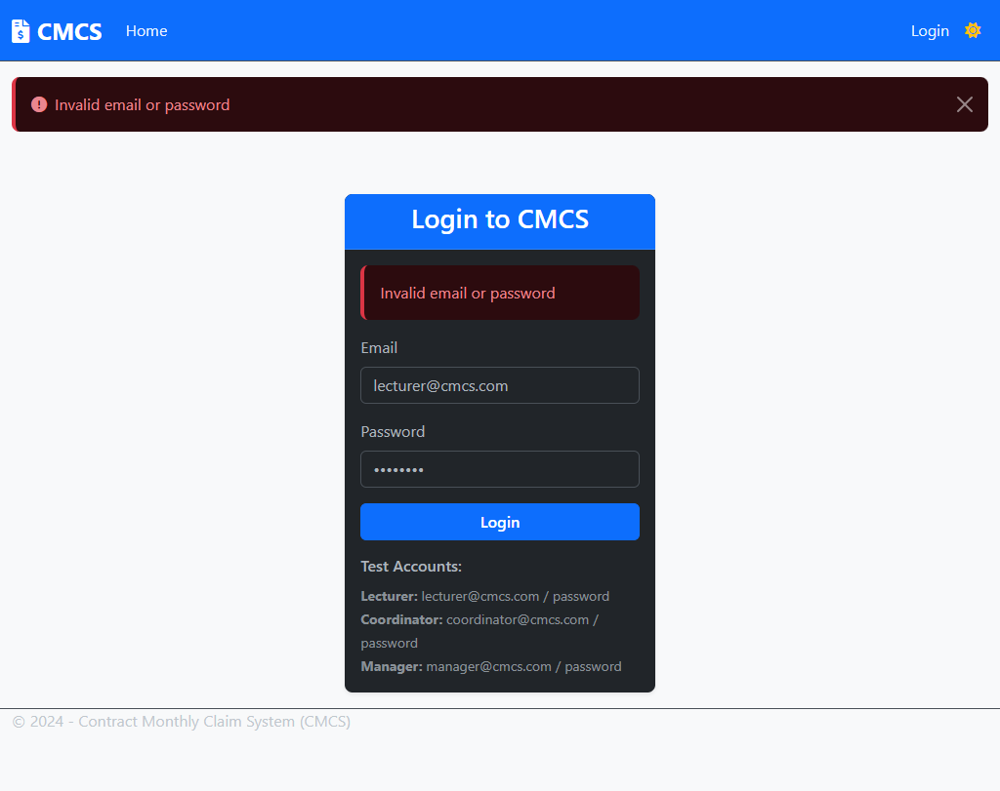 CMCS Home Login
Invalid email or password
Login to CMCS
Invalid email or password
Email
lecturer@cmcs.com
Password
••••••••
Login
Test Accounts:
Lecturer: lecturer@cmcs.com / password
Coordinator: coordinator@cmcs.com /
password
Manager: manager@cmcs.com / password
© 2024 - Contract Monthly Claim System (CMCS)